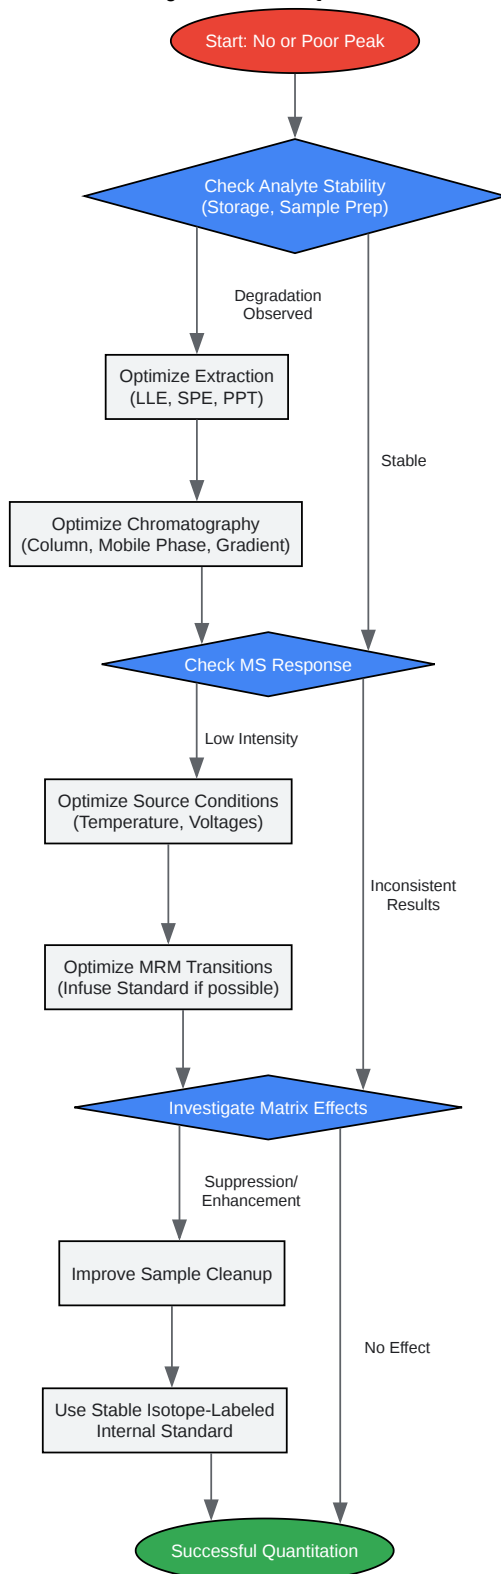 Start: No or Poor Peak
Check Analyte Stability
(Storage, Sample Prep)
Degradation
Observed
Optimize Extraction
(LLE, SPE, PPT)
Stable
Optimize Chromatography
(Column, Mobile Phase, Gradient)
Check MS Response
Low Intensity
Optimize Source Conditions
(Temperature, Voltages)
Inconsistent
Results
Optimize MRM Transitions
(Infuse Standard if possible)
Investigate Matrix Effects
Suppression/
Enhancement
Improve Sample Cleanup
No Effect
Use Stable Isotope-Labeled
Internal Standard
Successful Quantitation